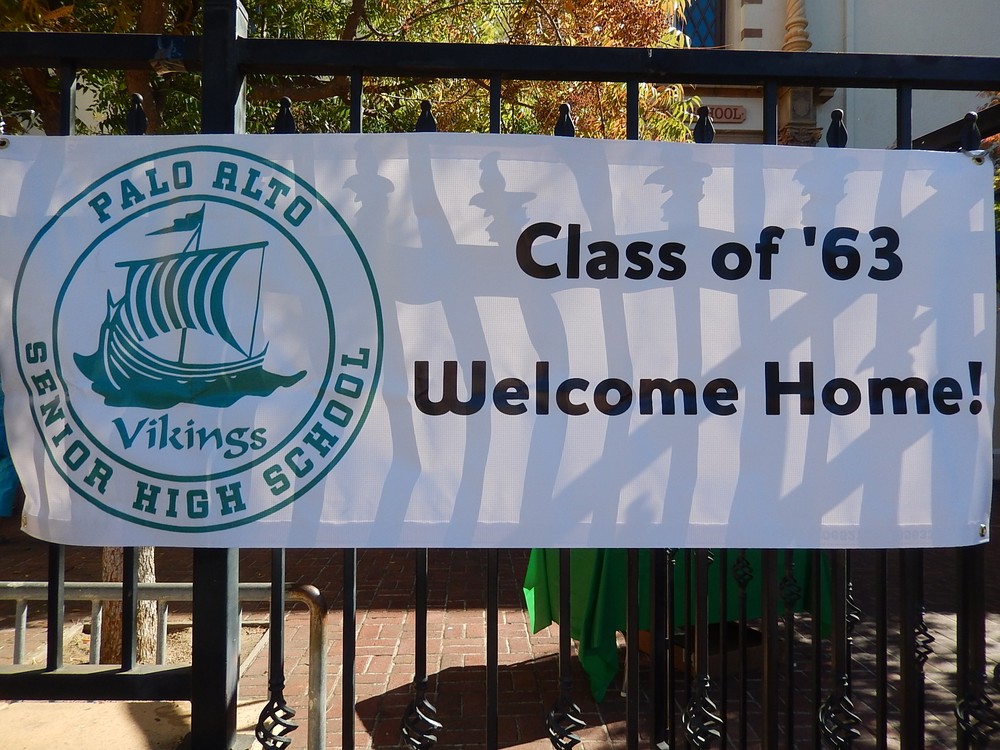 PALO ALTO
Vikings
SENIOR HIGH SCHOOL
Class of '63
Welcome Home!